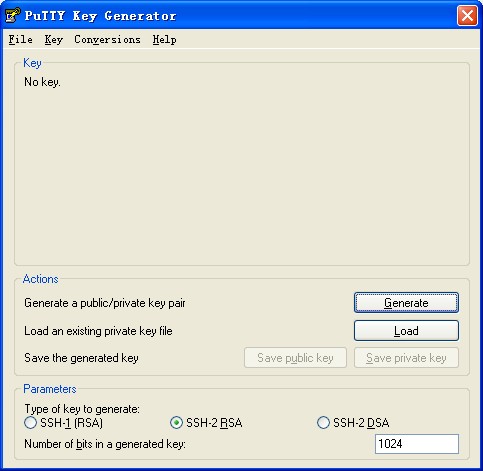 PuTTY Key Generator
File Key Conversions Help
Key
No key.
Actions
Generate a public/private key pair Generate
Load an existing private key file Load
Save the generated key Save public key Save private key
Parameters
Type of key to generate:
SSH-1 (RSA) SSH-2 RSA SSH-2 DSA
Number of bits in a generated key: 1024